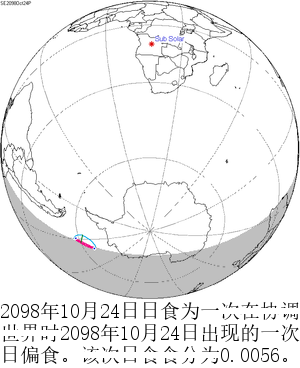 SE2098Oct24P
Sub Solar
2098年10月24日日食为一次在协调
世界时2098年10月24日出现的一次
日偏食。该次日食食分为0.0056。